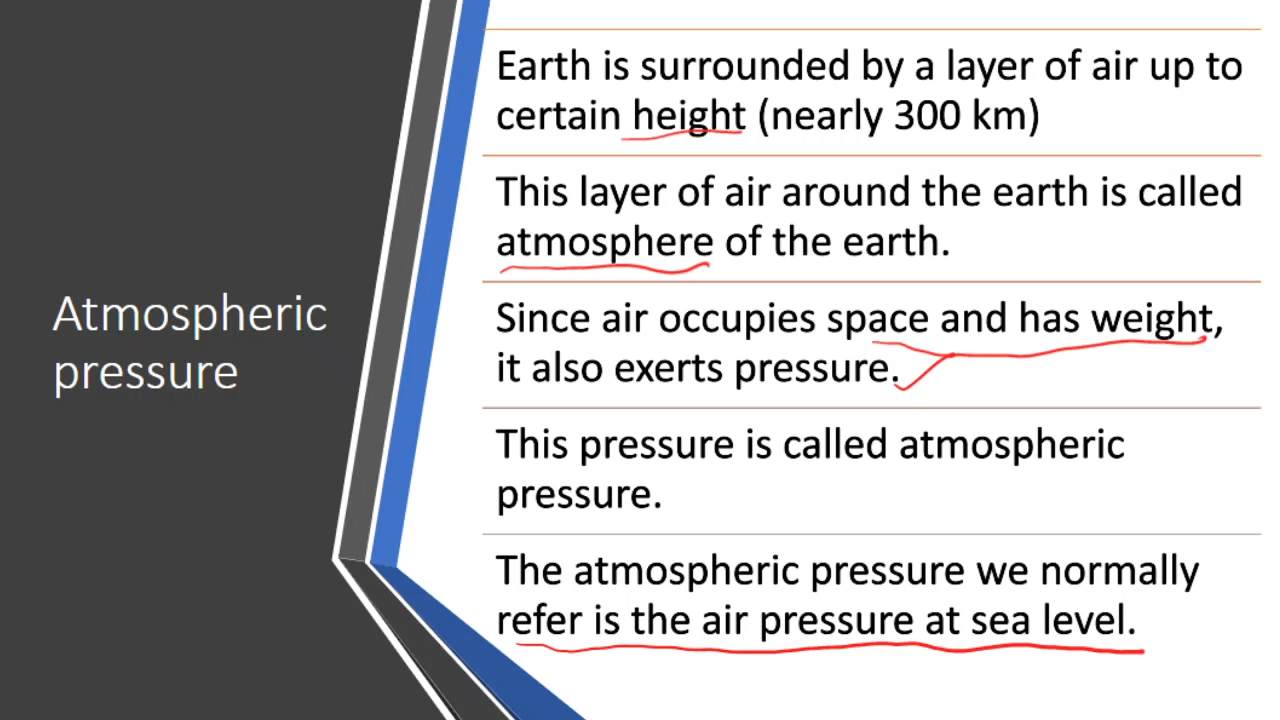 Atmospheric
pressure
Earth is surrounded by a layer of air up to
certain height (nearly 300 km)
This layer of air around the earth is called
atmosphere of the earth.
Since air occupies space and has weight,
it also exerts pressure.
This pressure is called atmospheric
pressure.
The atmospheric pressure we normally
refer is the air pressure at sea level.